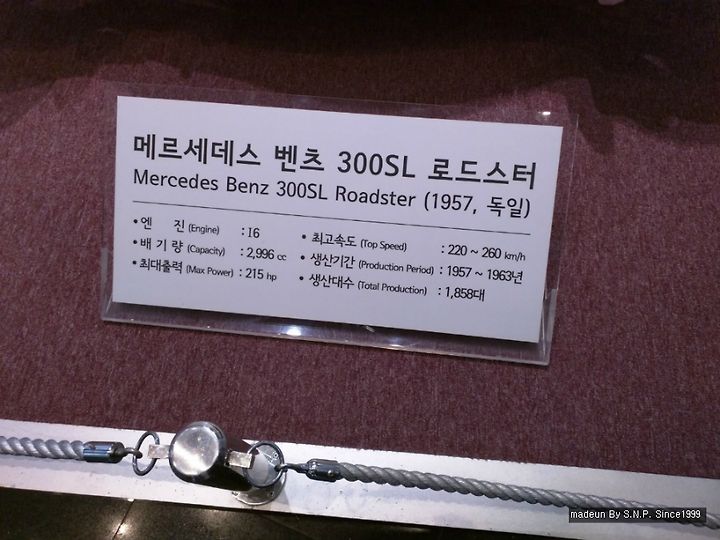 메르세데스 벤츠 300SL 로드스터
Mercedes Benz 300SL Roadster (1957, 독일)
• 엔 진 (Engine) : I6
• 배 기 량 (Capacity) : 2,996 cc
• 최대출력 (Max Power) : 215 hp
• 최고속도 (Top Speed) : 220 ~ 260 km/h
• 생산기간 (Production Period) : 1957 ~ 1963년
• 생산대수 (Total Production) : 1,858대
madeun By S.N.P. Since1999